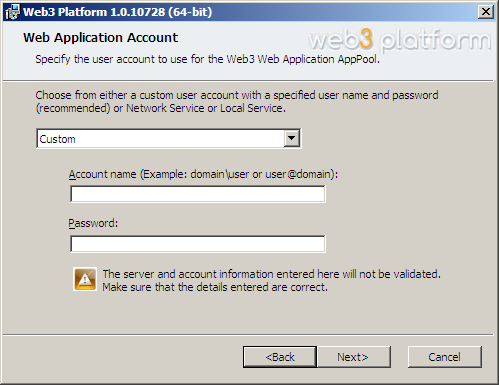 Web3 Platform 1.0.10728 (64-bit)
Web Application Account
web3 platform
Specify the user account to use for the Web3 Web Application AppPool.
Choose from either a custom user account with a specified user name and password
(recommended) or Network Service or Local Service.
Custom
Account name (Example: domain\user or user@domain):
Password:
The server and account information entered here will not be validated.
Make sure that the details entered are correct.
<Back Next> Cancel